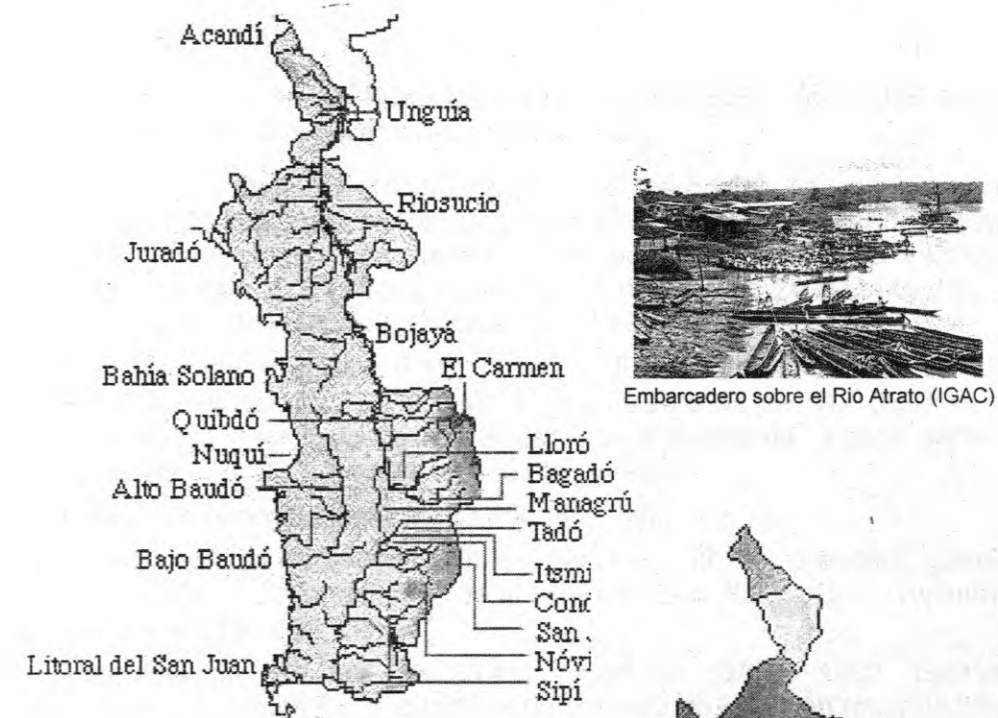 Acandí
Unguía
Riosucio
Juradó
Bojayá
Bahía Solano
El Carmen
Embarcadero sobre el Rio Atrato (IGAC)
Quibdó
Nuquí
Lloró
Bagadó
Alto Baudó
Managrú
Tadó
Bajo Baudó
Itsmi
Cond
San
Nóvi
Litoral del San Juan
Sipí